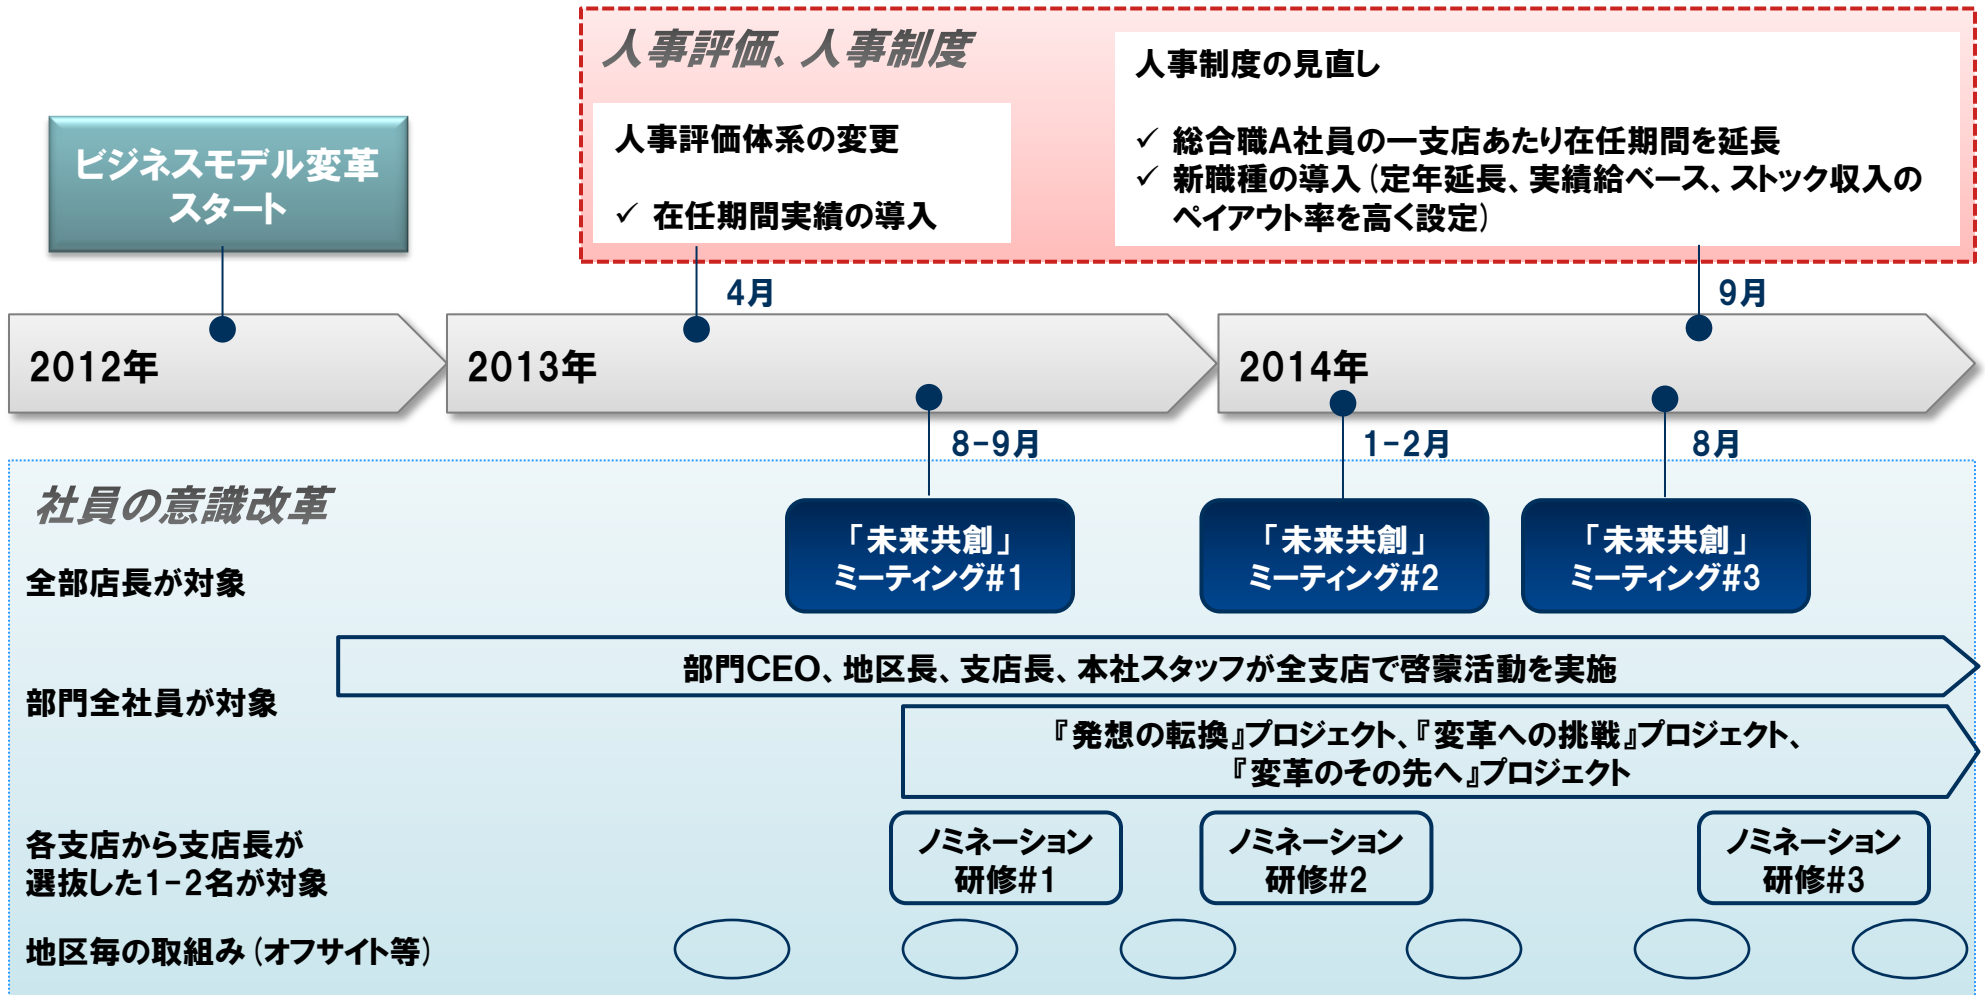 人事評価、人事制度
人事制度の見直し
✓ 総合職A社員の一支店あたり在任期間を延長
✓ 新職種の導入(定年延長、実績給ベース、ストック収入の
ペイアウト率を高く設定)
人事評価体系の変更
✓ 在任期間実績の導入
ビジネスモデル変革
スタート
4月
9月
2012年
2013年
2014年
8-9月
1-2月
8月
社員の意識改革
全部店長が対象
「未来共創」
ミーティング#1
「未来共創」
ミーティング#2
「未来共創」
ミーティング#3
部門全社員が対象
部門CEO、地区長、支店長、本社スタッフが全支店で啓蒙活動を実施
『発想の転換』プロジェクト、『変革への挑戦』プロジェクト、
『変革のその先へ』プロジェクト
各支店から支店長が
選抜した1-2名が対象
ノミネーション
研修#1
ノミネーション
研修#2
ノミネーション
研修#3
地区毎の取組み(オフサイト等)